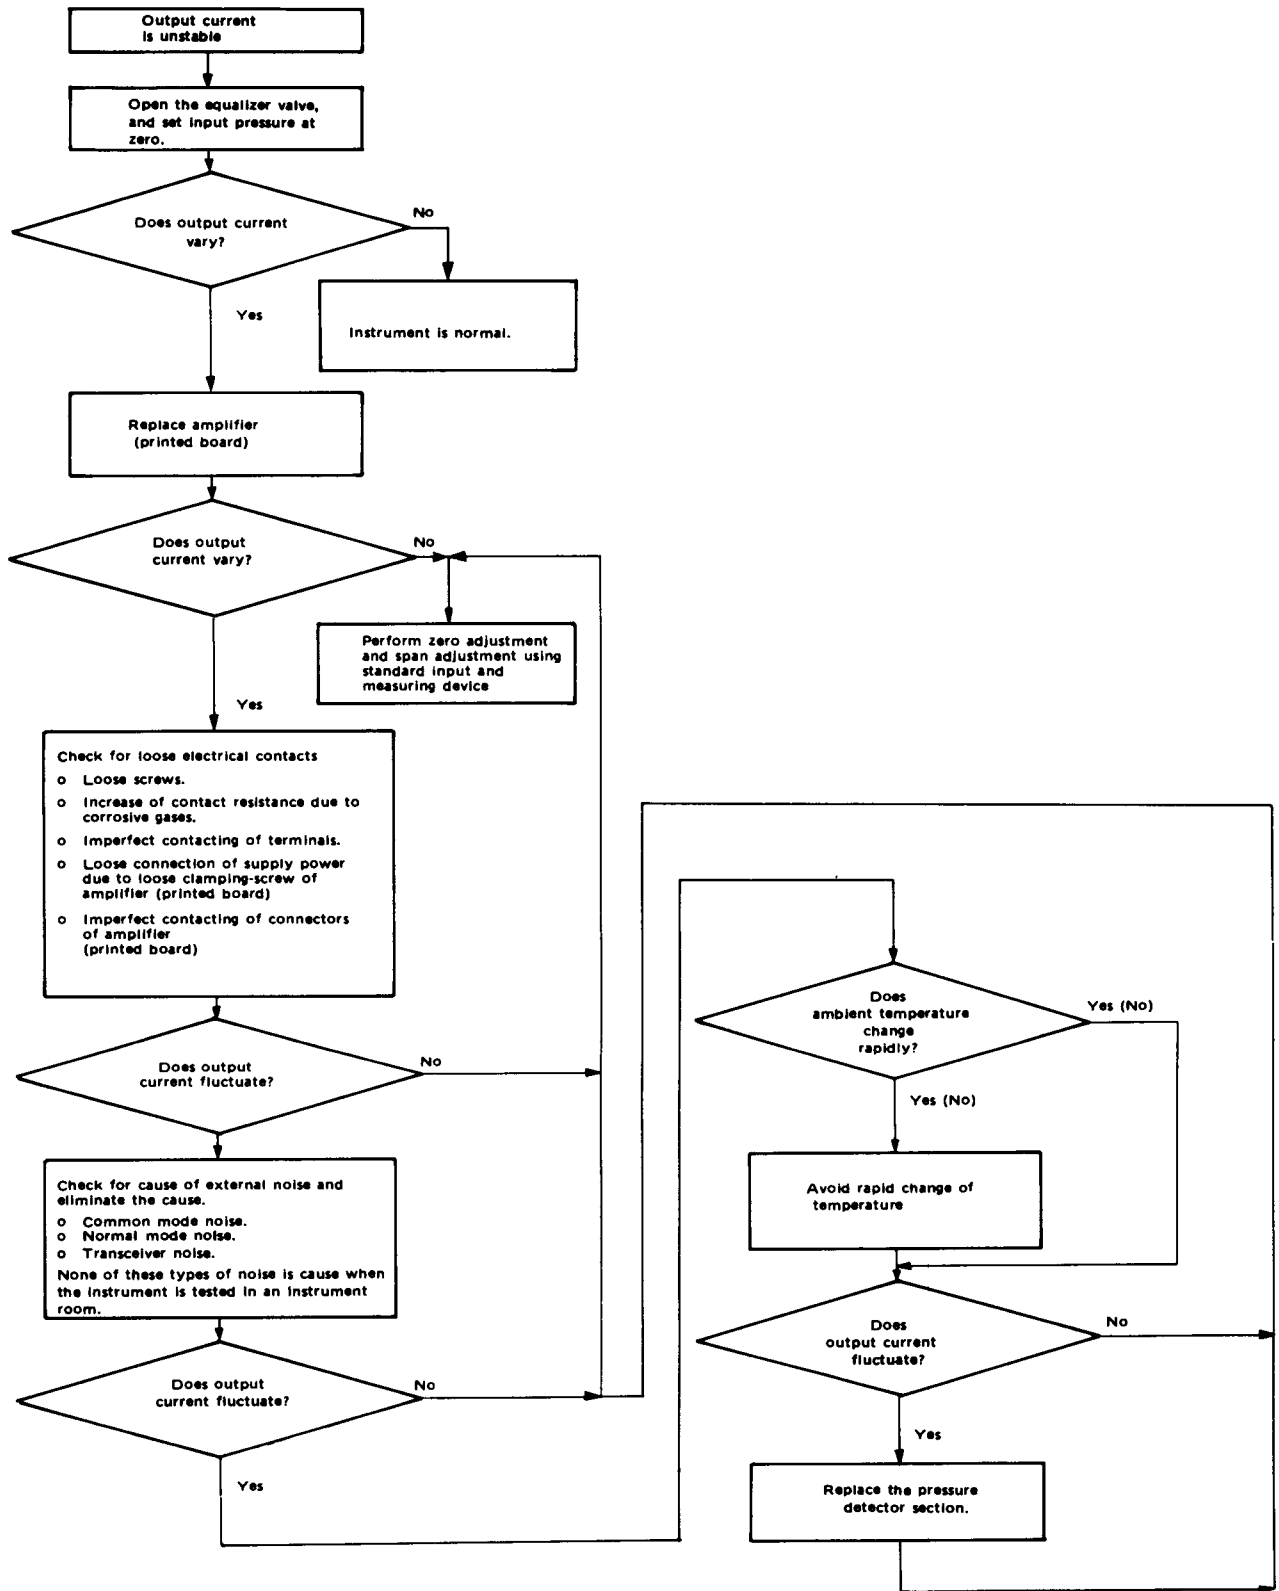 Output current
is unstable
Open the equalizer valve,
and set input pressure at
zero.
Does output current
vary?
No
Yes
Instrument is normal.
Replace amplifier
(printed board)
Does output
current vary?
No
Perform zero adjustment
and span adjustment using
standard input and
measuring device
Yes
Check for loose electrical contacts
o Loose screws.
o Increase of contact resistance due to
corrosive gases.
o Imperfect contacting of terminals.
o Loose connection of supply power
due to loose clamping-screw of
amplifier (printed board)
o Imperfect contacting of connectors
of amplifier
(printed board)
Does output
current fluctuate?
No
Check for cause of external noise and
eliminate the cause.
o Common mode noise.
o Normal mode noise.
o Transceiver noise.
None of these types of noise is cause when
the instrument is tested in an instrument
room.
Does output
current fluctuate?
No
Yes
Does
ambient temperature
change
rapidly?
Yes (No)
Yes (No)
Avoid rapid change of
temperature
Does
output current
fluctuate?
No
Yes
Replace the pressure
detector section.